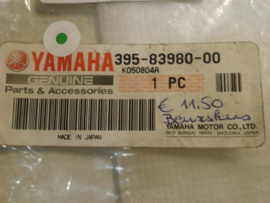 YAMAHA 395-83980-00
GENUINE K050804A
Parts & Accessories 1 PC
€ 11,50
MADE IN JAPAN
YAMAHA MOTOR CO., LTD.